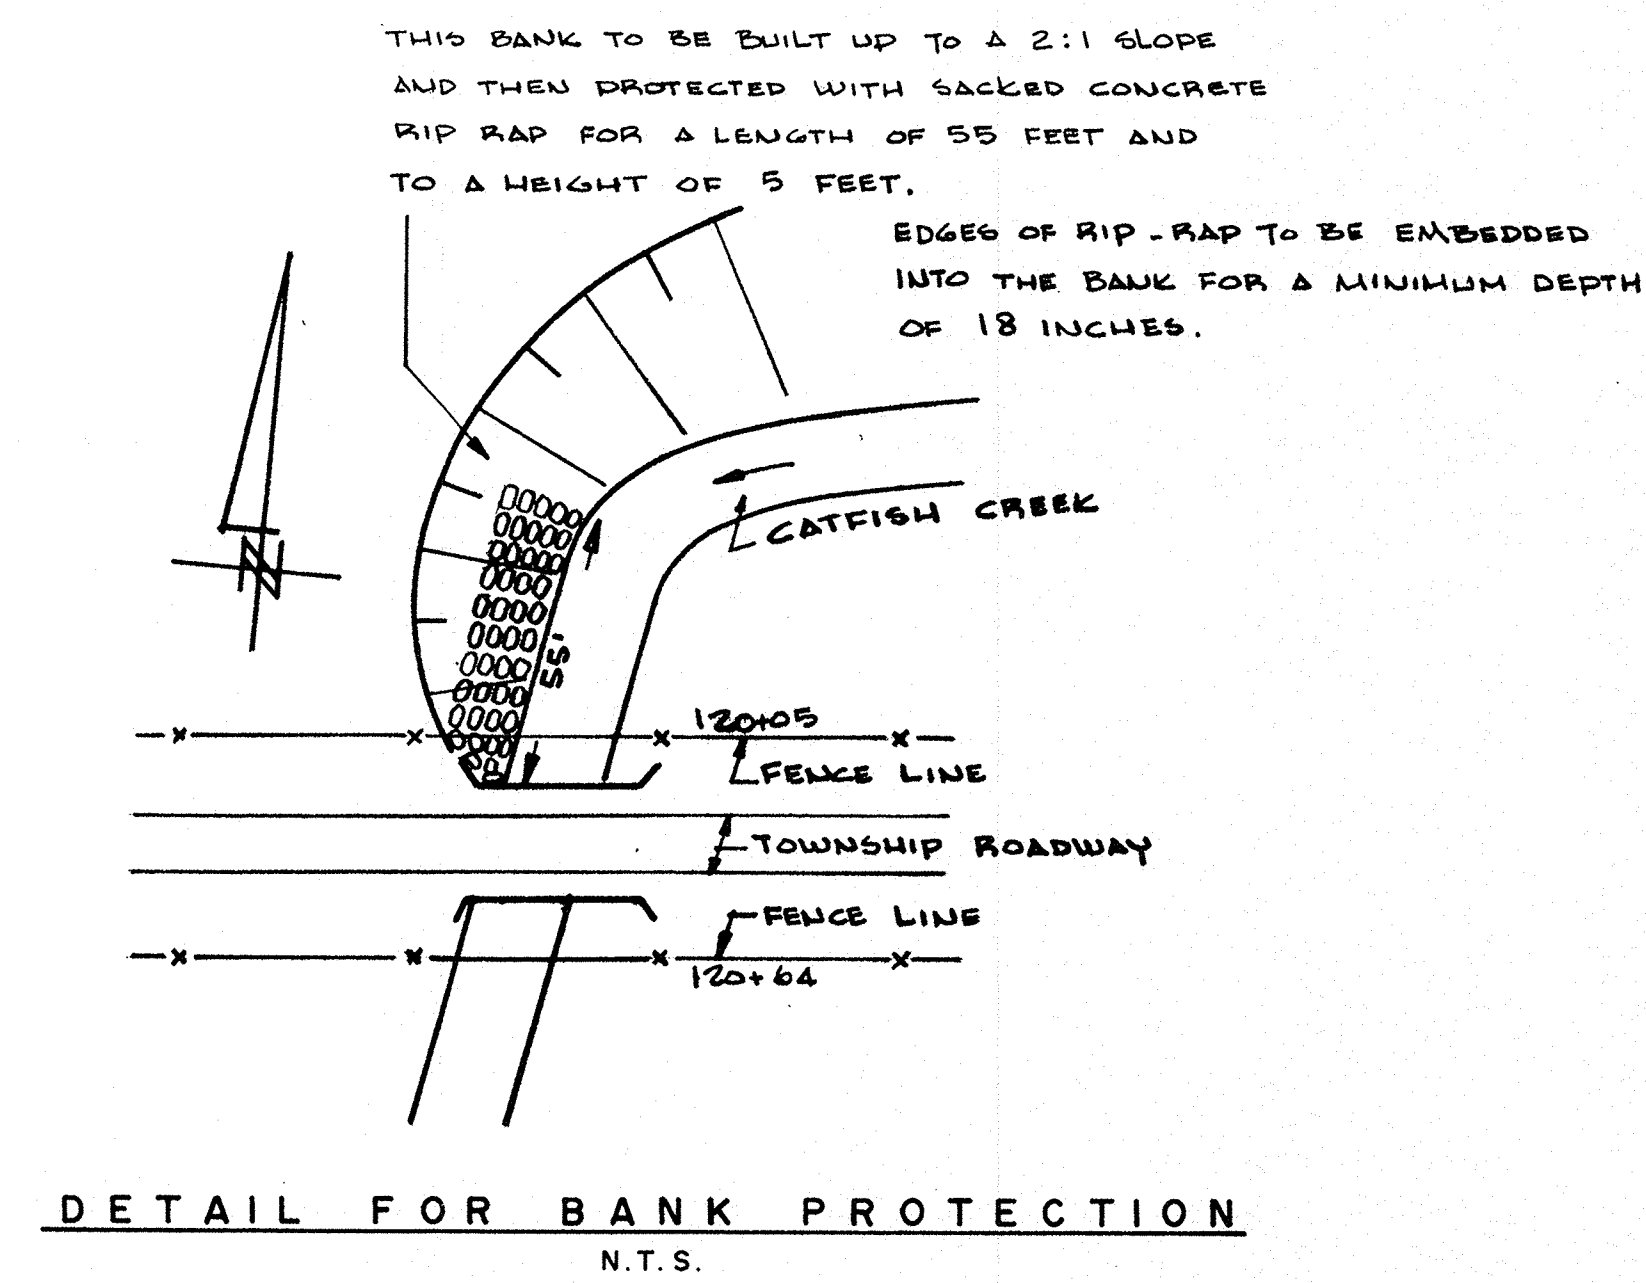 THIS BANK TO BE BUILT UP TO A 2:1 SLOPE
AND THEN PROTECTED WITH SACKED CONCRETE
RIP RAP FOR A LENGTH OF 55 FEET AND
TO A HEIGHT OF 5 FEET.
EDGES OF RIP-RAP TO BE EMBEDDED
INTO THE BANK FOR A MINIMUM DEPTH
OF 18 INCHES.
N
CATFISH CREEK
55'
120+05
FENCE LINE
TOWNSHIP ROADWAY
FENCE LINE
120+64
DETAIL FOR BANK PROTECTION
N.T.S.